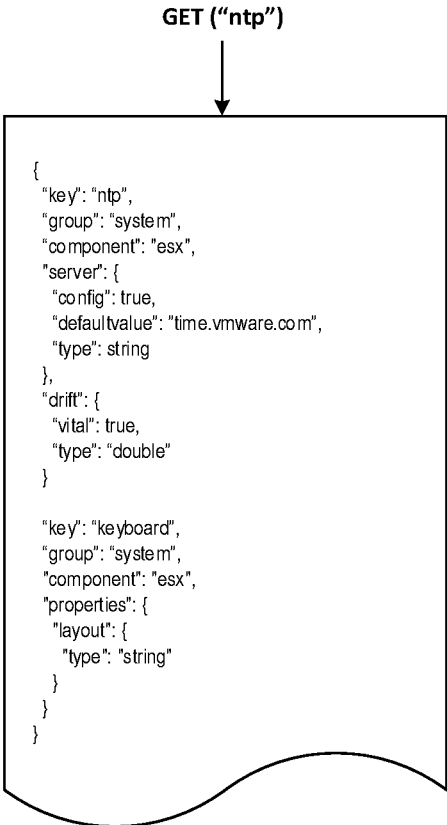 GET (“ntp”)
{
“key”: “ntp”,
“group”: “system”,
“component”: "esx”,
"server”: {
“config”: true,
“defaultvalue”: ”time.vmware.com”,
“type”: string
},
“drift”: {
“vital”: true,
“type”: “double”
}
“key”: “keyboard”,
“group”: “system”,
"component": "esx",
"properties": {
"layout": {
"type": "string"
}
}
}